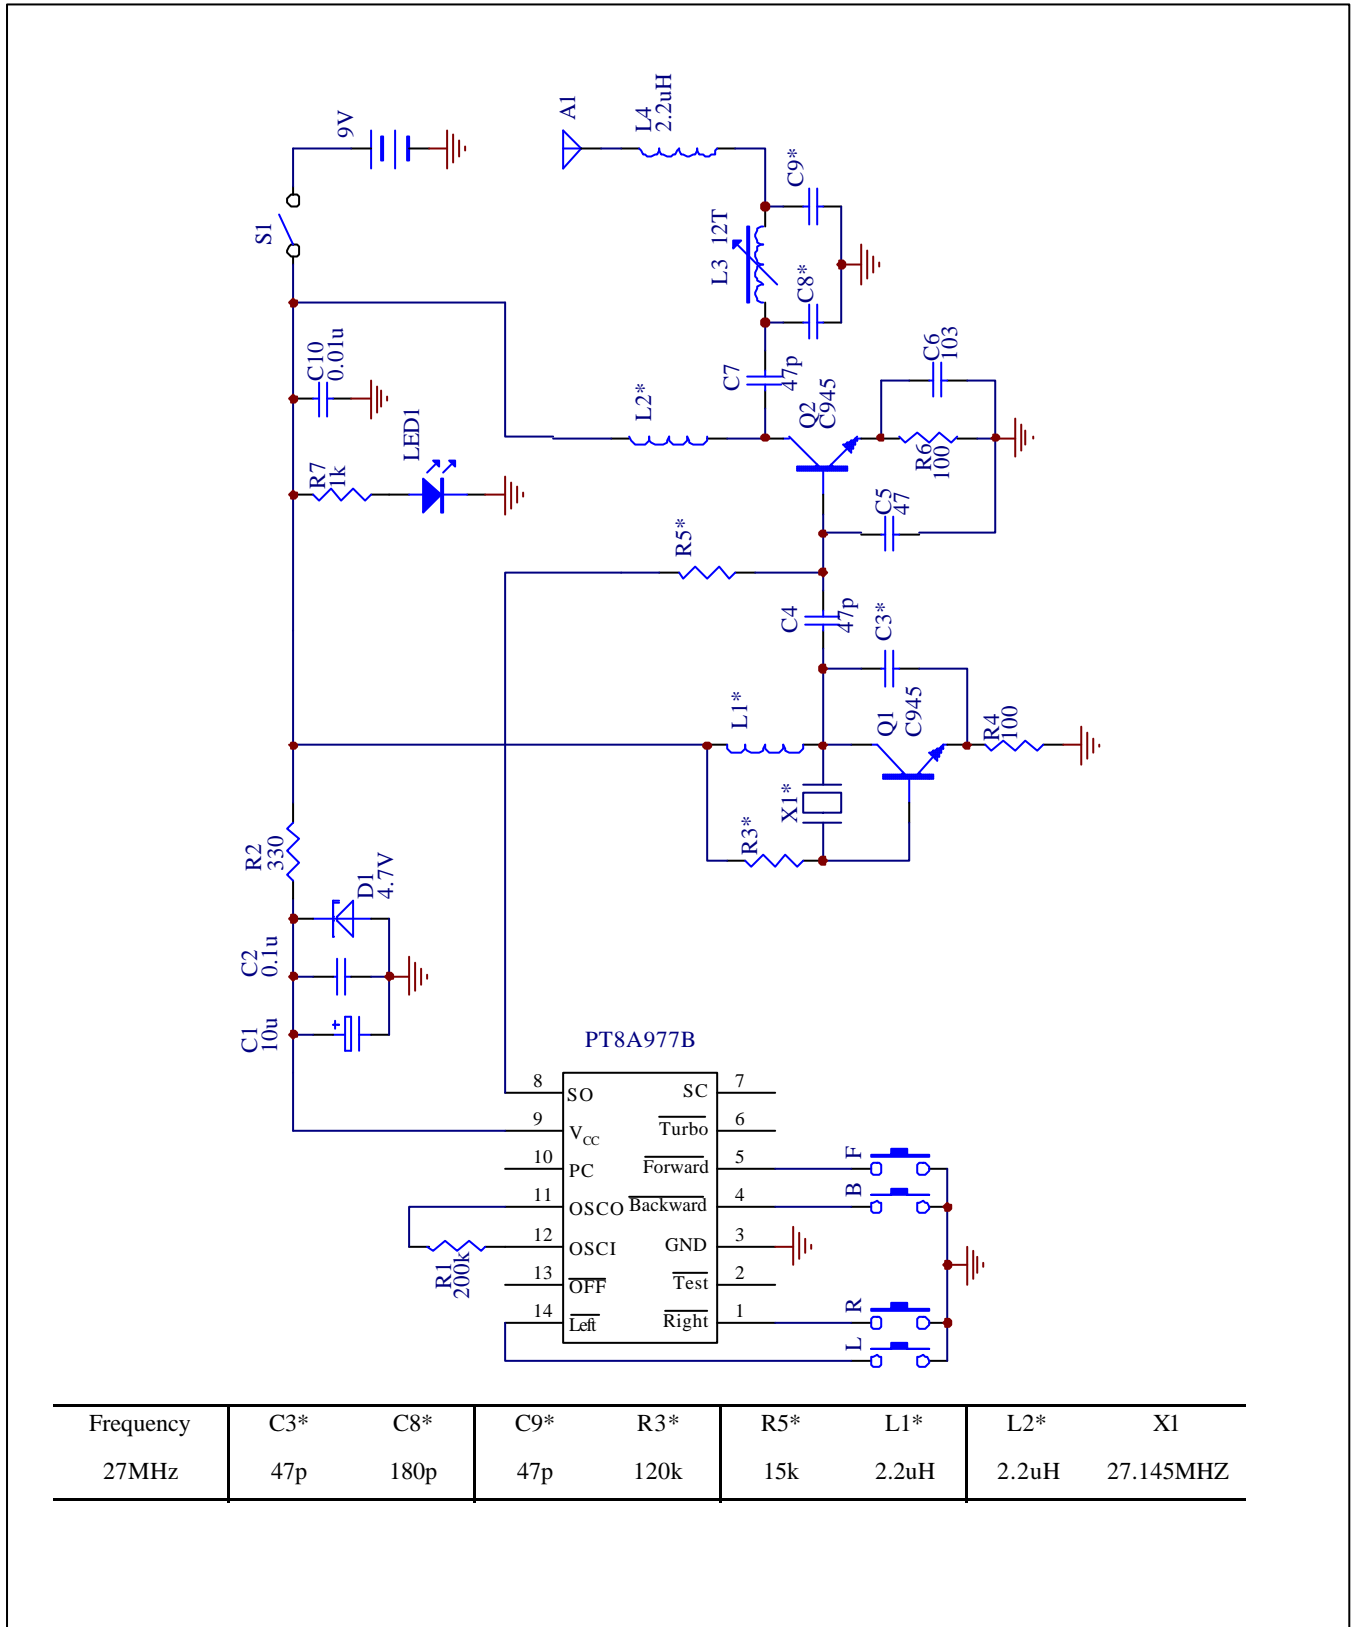 9V
S1
A1
L4
2.2uH
C9*
L3 12T
C8*
C10
0.01u
C7
47p
C6
103
L2*
Q2
C945
LED1
R7
1k
R6
100
C5
47
R5*
C4
47p
C3*
L1*
Q1
C945
R4
100
X1*
R3*
R2
330
D1
4.7V
C2
0.1u
C1
10u
+
PT8A977B
8 SO SC 7
9 VCC Turbo 6
10 PC Forward 5 F
11 OSCO Backward 4 B
12 OSCI GND 3
R1
200k
13 OFF Test 2
14 Left Right 1 R
L
Frequency C3* C8* C9* R3* R5* L1* L2* X1
27MHz 47p 180p 47p 120k 15k 2.2uH 2.2uH 27.145MHZ